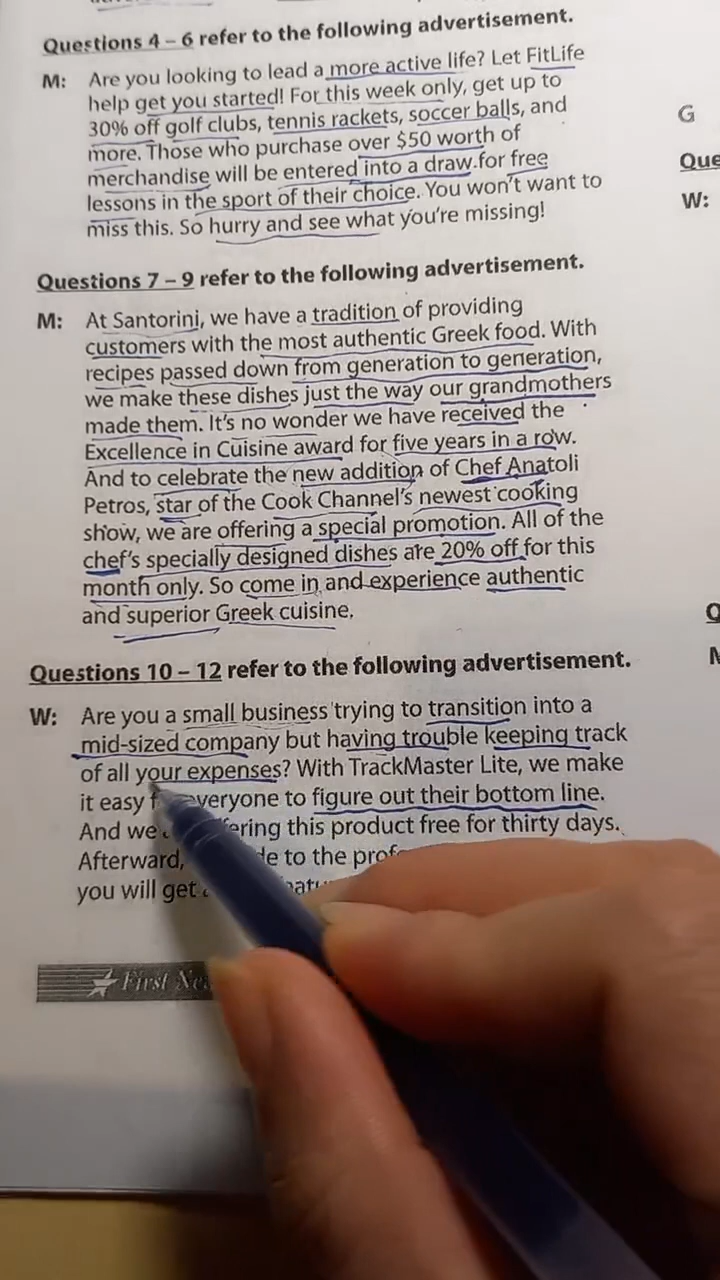 Questions 4 – 6 refer to the following advertisement.
M: Are you looking to lead a more active life? Let FitLife
help get you started! For this week only, get up to
30% off golf clubs, tennis rackets, soccer balls, and
more. Those who purchase over $50 worth of
merchandise will be entered into a draw for free
lessons in the sport of their choice. You won't want to
miss this. So hurry and see what you're missing!
Questions 7 – 9 refer to the following advertisement.
M: At Santorini, we have a tradition of providing
customers with the most authentic Greek food. With
recipes passed down from generation to generation,
we make these dishes just the way our grandmothers
made them. It's no wonder we have received the
Excellence in Cuisine award for five years in a row.
And to celebrate the new addition of Chef Anatoli
Petros, star of the Cook Channel's newest cooking
show, we are offering a special promotion. All of the
chef's specially designed dishes are 20% off for this
month only. So come in and experience authentic
and superior Greek cuisine.
Questions 10 – 12 refer to the following advertisement.
W: Are you a small business trying to transition into a
mid-sized company but having trouble keeping track
of all your expenses? With TrackMaster Lite, we make
it easy everyone to figure out their bottom line.
And we this product free for thirty days.
Afterward, to the
you will get
First
G
W: